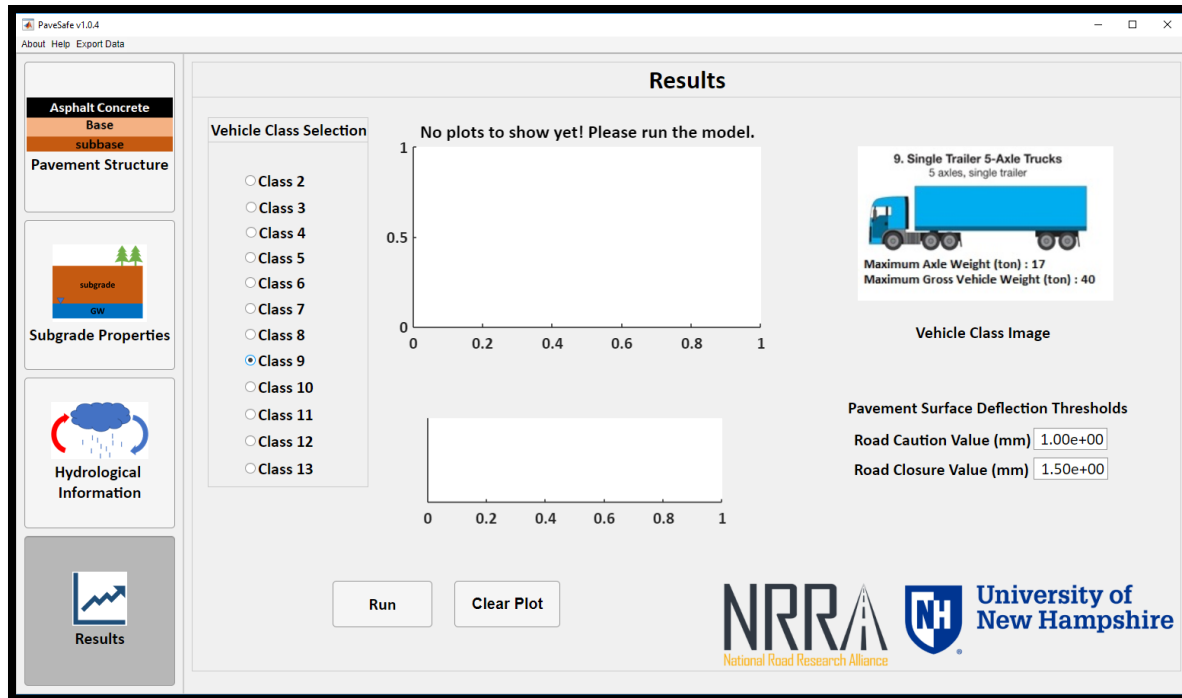 PaveSafe v1.0.4
About Help Export Data
Asphalt Concrete
Base
subbase
Pavement Structure
subgrade
GW
Subgrade Properties
Hydrological
Information
Results
Results
Vehicle Class Selection
Class 2
Class 3
Class 4
Class 5
Class 6
Class 7
Class 8
Class 9
Class 10
Class 11
Class 12
Class 13
No plots to show yet! Please run the model.
1
0.5
0
0 0.2 0.4 0.6 0.8 1
0 0.2 0.4 0.6 0.8 1
Run
Clear Plot
9. Single Trailer 5-Axle Trucks
5 axles, single trailer
Maximum Axle Weight (ton) : 17
Maximum Gross Vehicle Weight (ton) : 40
Vehicle Class Image
Pavement Surface Deflection Thresholds
Road Caution Value (mm) 1.00e+00
Road Closure Value (mm) 1.50e+00
NRRA
National Road Research Alliance
NH
University of
New Hampshire